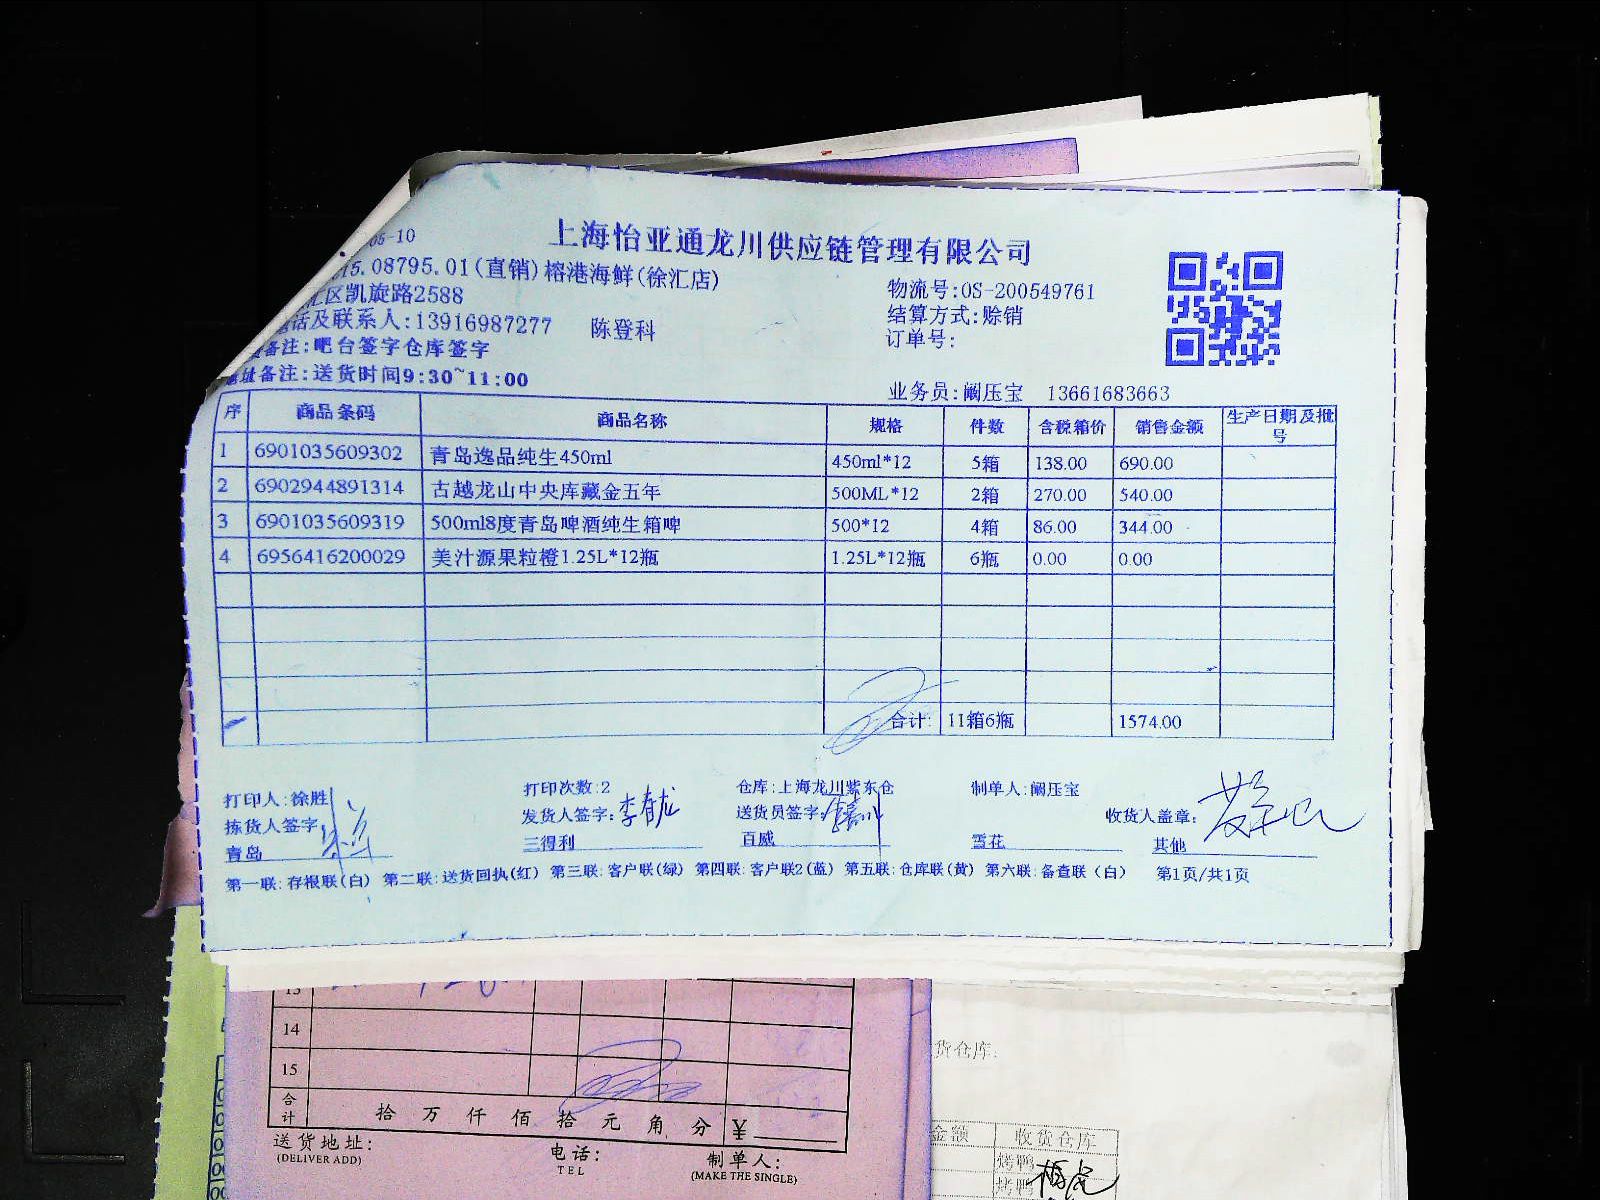 06-10
上海怡亚通龙川供应链管理有限公司
15.08795.01(直销)榕港海鲜(徐汇店)
物流号:OS-200549761
汇区凯旋路2588
结算方式:赊销
电话及联系人:13916987277 陈登科
订单号:
备注:吧台签字仓库签字
地址备注:送货时间9:30~11:00
业务员:阚压宝 13661683663
序 商品条码 商品名称 规格 件数 含税箱价 销售金额 生产日期及批号
1 6901035609302 青岛逸品纯生450ml 450ml*12 5箱 138.00 690.00
2 6902944891314 古越龙山中央库藏金五年 500ML*12 2箱 270.00 540.00
3 6901035609319 500ml8度青岛啤酒纯生箱啤 500*12 4箱 86.00 344.00
4 6956416200029 美汁源果粒橙1.25L*12瓶 1.25L*12瓶 6瓶 0.00 0.00
合计: 11箱6瓶 1574.00
打印人:徐胜 打印次数:2 仓库:上海龙川紫东仓 制单人:阚压宝
拣货人签字: 发货人签字:李春龙 送货员签字: 收货人盖章:
青岛 三得利 百威 雪花 其他
第一联:存根联(白) 第二联:送货回执(红) 第三联:客户联(绿) 第四联:客户联2(蓝) 第五联:仓库联(黄) 第六联:备查联(白) 第1页/共1页
13
14
15
合计 拾 万 仟 佰 拾 元 角 分 ¥
送货地址: 电话: 制单人:
(DELIVER ADD) TEL (MAKE THE SINGLE)
货仓库:
金额 收货仓库
烤鸭
烤鸭